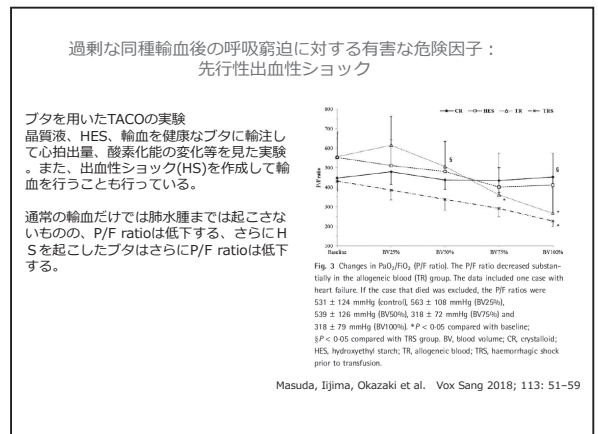 過剰な同種輸血後の呼吸窮迫に対する有害な危険因子：
先行性出血性ショック
ブタを用いたTACOの実験
晶質液、HES、輸血を健康なブタに輸注し
て心拍出量、酸素化能の変化等を見た実験
。また、出血性ショック(HS)を作成して輸
血を行うことも行っている。
通常の輸血だけでは肺水腫までは起こさな
いものの、P/F ratioは低下する、さらにＨ
Ｓを起こしたブタはさらにP/F ratioは低下
する。
CR HES TR TRS
P/F ratio
800
700
600
500
400
300
200
100
§
§
*
*
*
Baseline BV25% BV50% BV75% BV100%
Fig. 3 Changes in PaO₂/FiO₂ (P/F ratio). The P/F ratio decreased substan-
tially in the allogeneic blood (TR) group. The data included one case with
heart failure. If the case that died was excluded, the P/F ratios were
531 ± 124 mmHg (control), 563 ± 108 mmHg (BV25%),
539 ± 126 mmHg (BV50%), 318 ± 72 mmHg (BV75%) and
318 ± 79 mmHg (BV100%). *P < 0·05 compared with baseline;
§P < 0·05 compared with TRS group. BV, blood volume; CR, crystalloid;
HES, hydroxyethyl starch; TR, allogeneic blood; TRS, haemorrhagic shock
prior to transfusion.
Masuda, Iijima, Okazaki et al. Vox Sang 2018; 113: 51–59